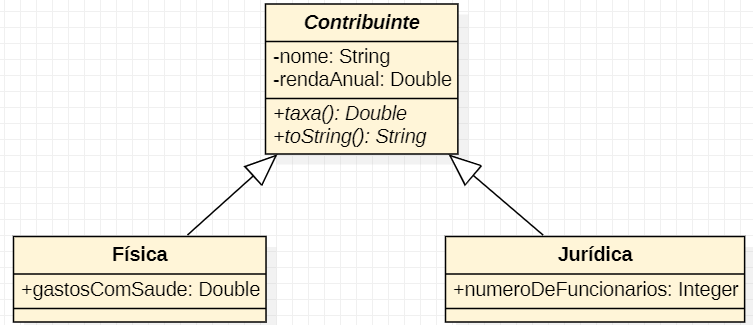 Contribuinte
-nome: String
-rendaAnual: Double
+taxa(): Double
+toString(): String
Física
+gastosComSaude: Double
Jurídica
+numeroDeFuncionarios: Integer